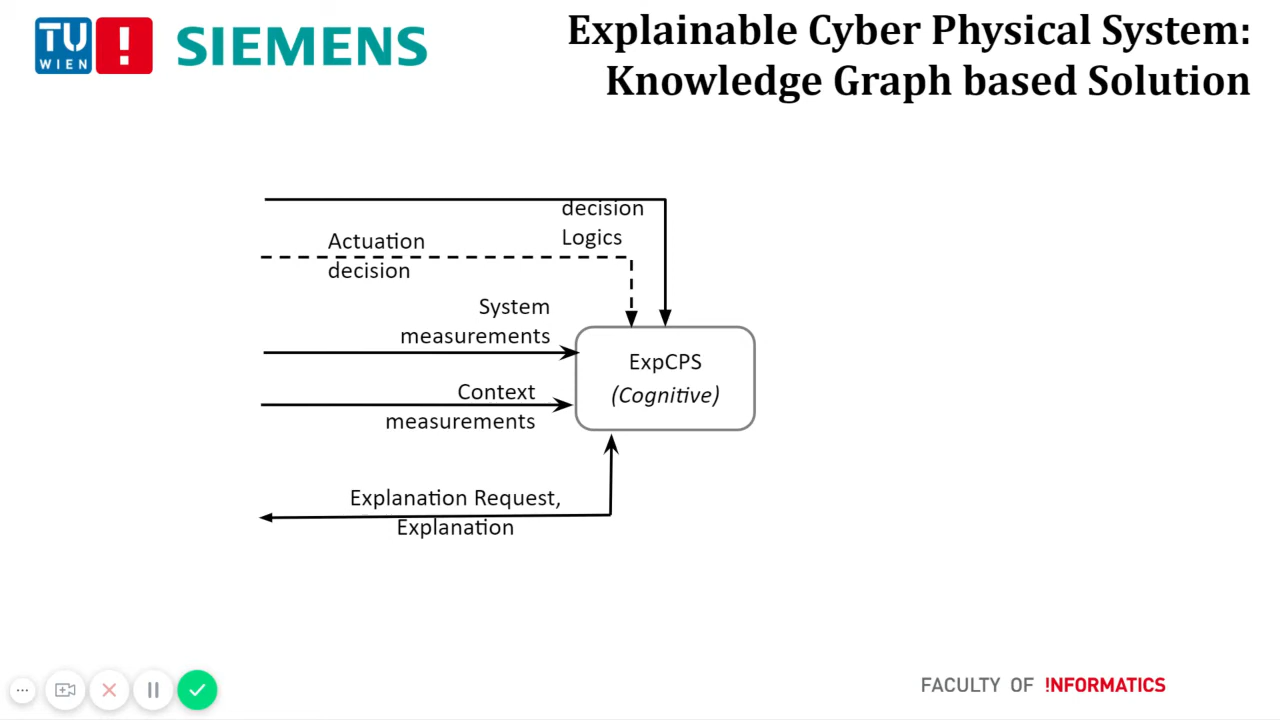 TU
WIEN
!
SIEMENS
Explainable Cyber Physical System:
Knowledge Graph based Solution
decision
Logics
Actuation
decision
System
measurements
ExpCPS
(Cognitive)
Context
measurements
Explanation Request,
Explanation
FACULTY OF !NFORMATICS